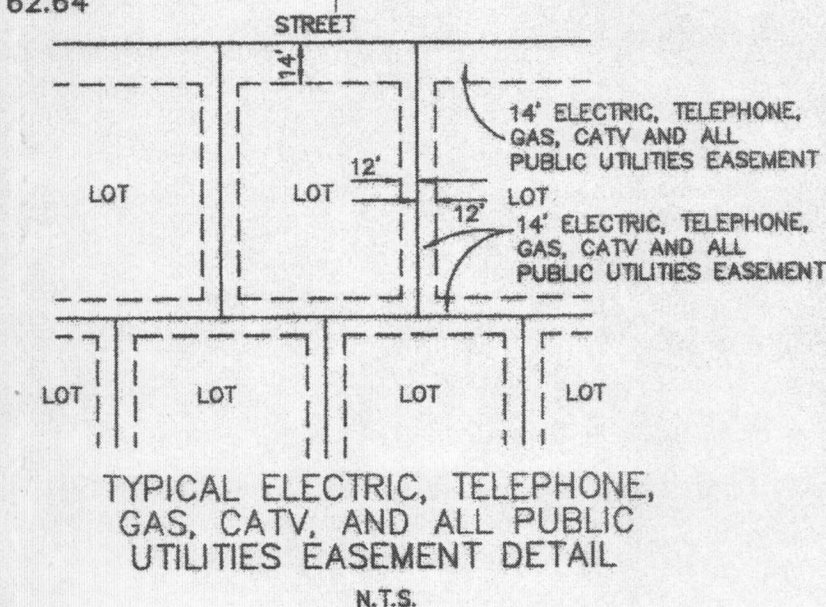 62.64
STREET
14'
14' ELECTRIC, TELEPHONE,
GAS, CATV AND ALL
PUBLIC UTILITIES EASEMENT
LOT
LOT
12'
LOT
12'
14' ELECTRIC, TELEPHONE,
GAS, CATV AND ALL
PUBLIC UTILITIES EASEMENT
LOT
LOT
LOT
LOT
TYPICAL ELECTRIC, TELEPHONE,
GAS, CATV, AND ALL PUBLIC
UTILITIES EASEMENT DETAIL
N.T.S.